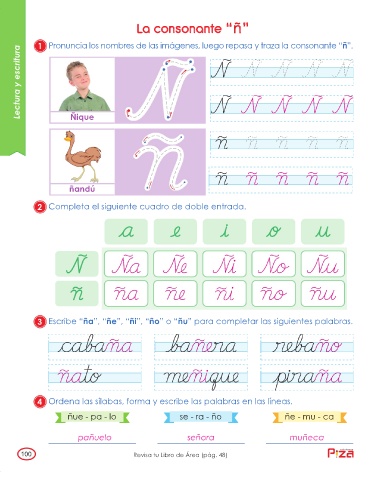 La consonante "ñ"
Lectura y escritura
1 Pronuncia los nombres de las imágenes, luego repasa y traza la consonante "ñ".
Ñique
Ñ Ñ Ñ Ñ Ñ
Ñ Ñ Ñ Ñ Ñ
ñandú
ñ ñ ñ ñ ñ
ñ ñ ñ ñ ñ
2 Completa el siguiente cuadro de doble entrada.
a e i o u
Ñ Ña Ñe Ñi Ño Ñu
ñ ña ñe ñi ño ñu
3 Escribe "ña", "ñe", "ñi", "ño" o "ñu" para completar las siguientes palabras.
cabaña bañera rebaño
ñato meñique piraña
4 Ordena las sílabas, forma y escribe las palabras en las líneas.
ñue - pa - lo se - ra - ño ñe - mu - ca
pañuelo señora muñeca
100 Revisa tu Libro de Área (pág. 48) Piza